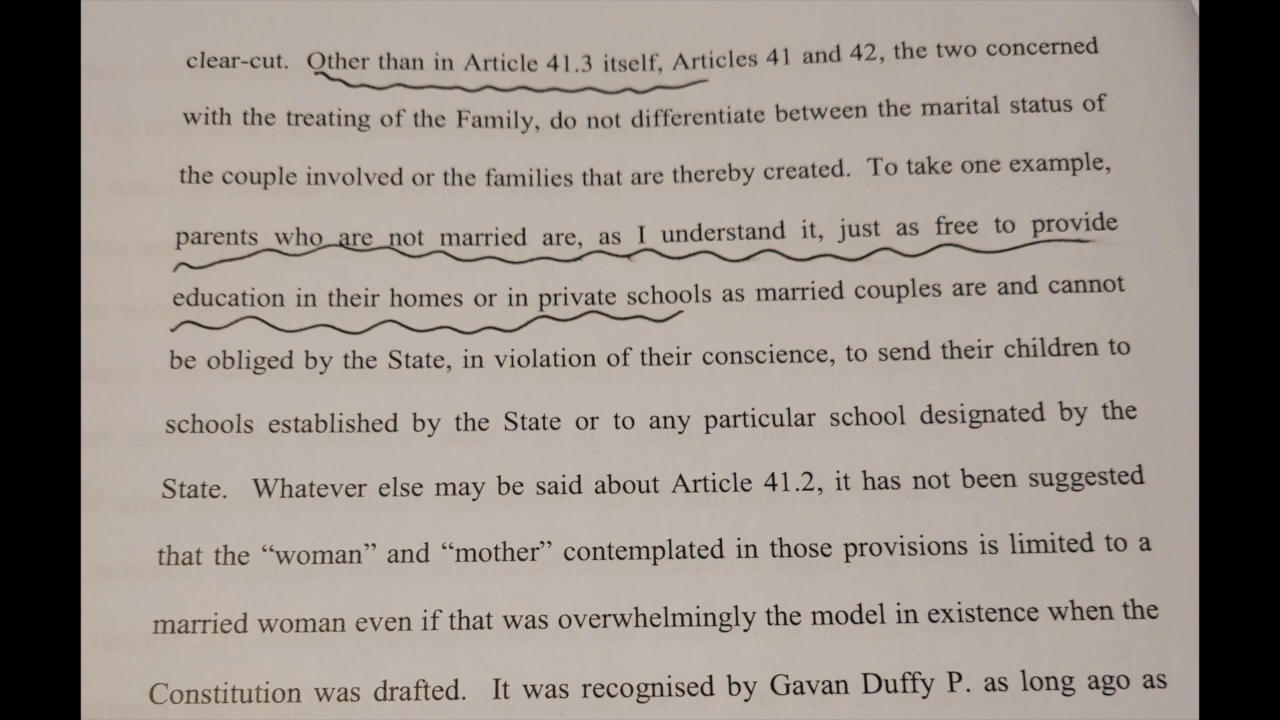 clear-cut. Other than in Article 41.3 itself, Articles 41 and 42, the two concerned
with the treating of the Family, do not differentiate between the marital status of
the couple involved or the families that are thereby created. To take one example,
parents who are not married are, as I understand it, just as free to provide
education in their homes or in private schools as married couples are and cannot
be obliged by the State, in violation of their conscience, to send their children to
schools established by the State or to any particular school designated by the
State. Whatever else may be said about Article 41.2, it has not been suggested
that the “woman” and “mother” contemplated in those provisions is limited to a
married woman even if that was overwhelmingly the model in existence when the
Constitution was drafted. It was recognised by Gavan Duffy P. as long ago as